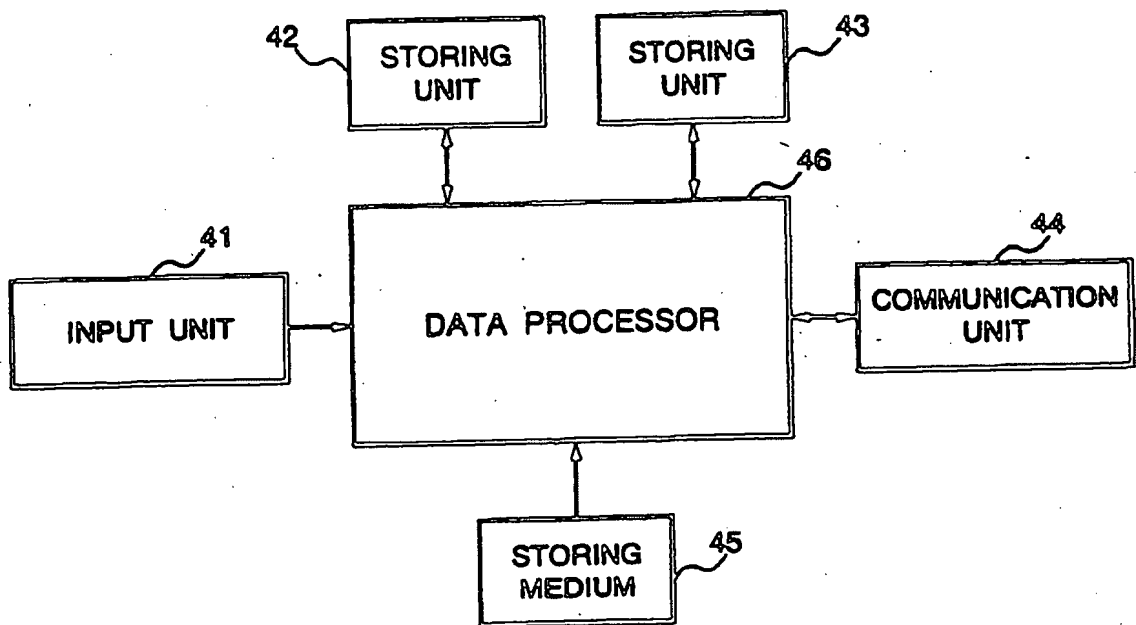 42
STORING
UNIT
43
STORING
UNIT
46
41
INPUT UNIT
DATA PROCESSOR
44
COMMUNICATION
UNIT
STORING
MEDIUM
45